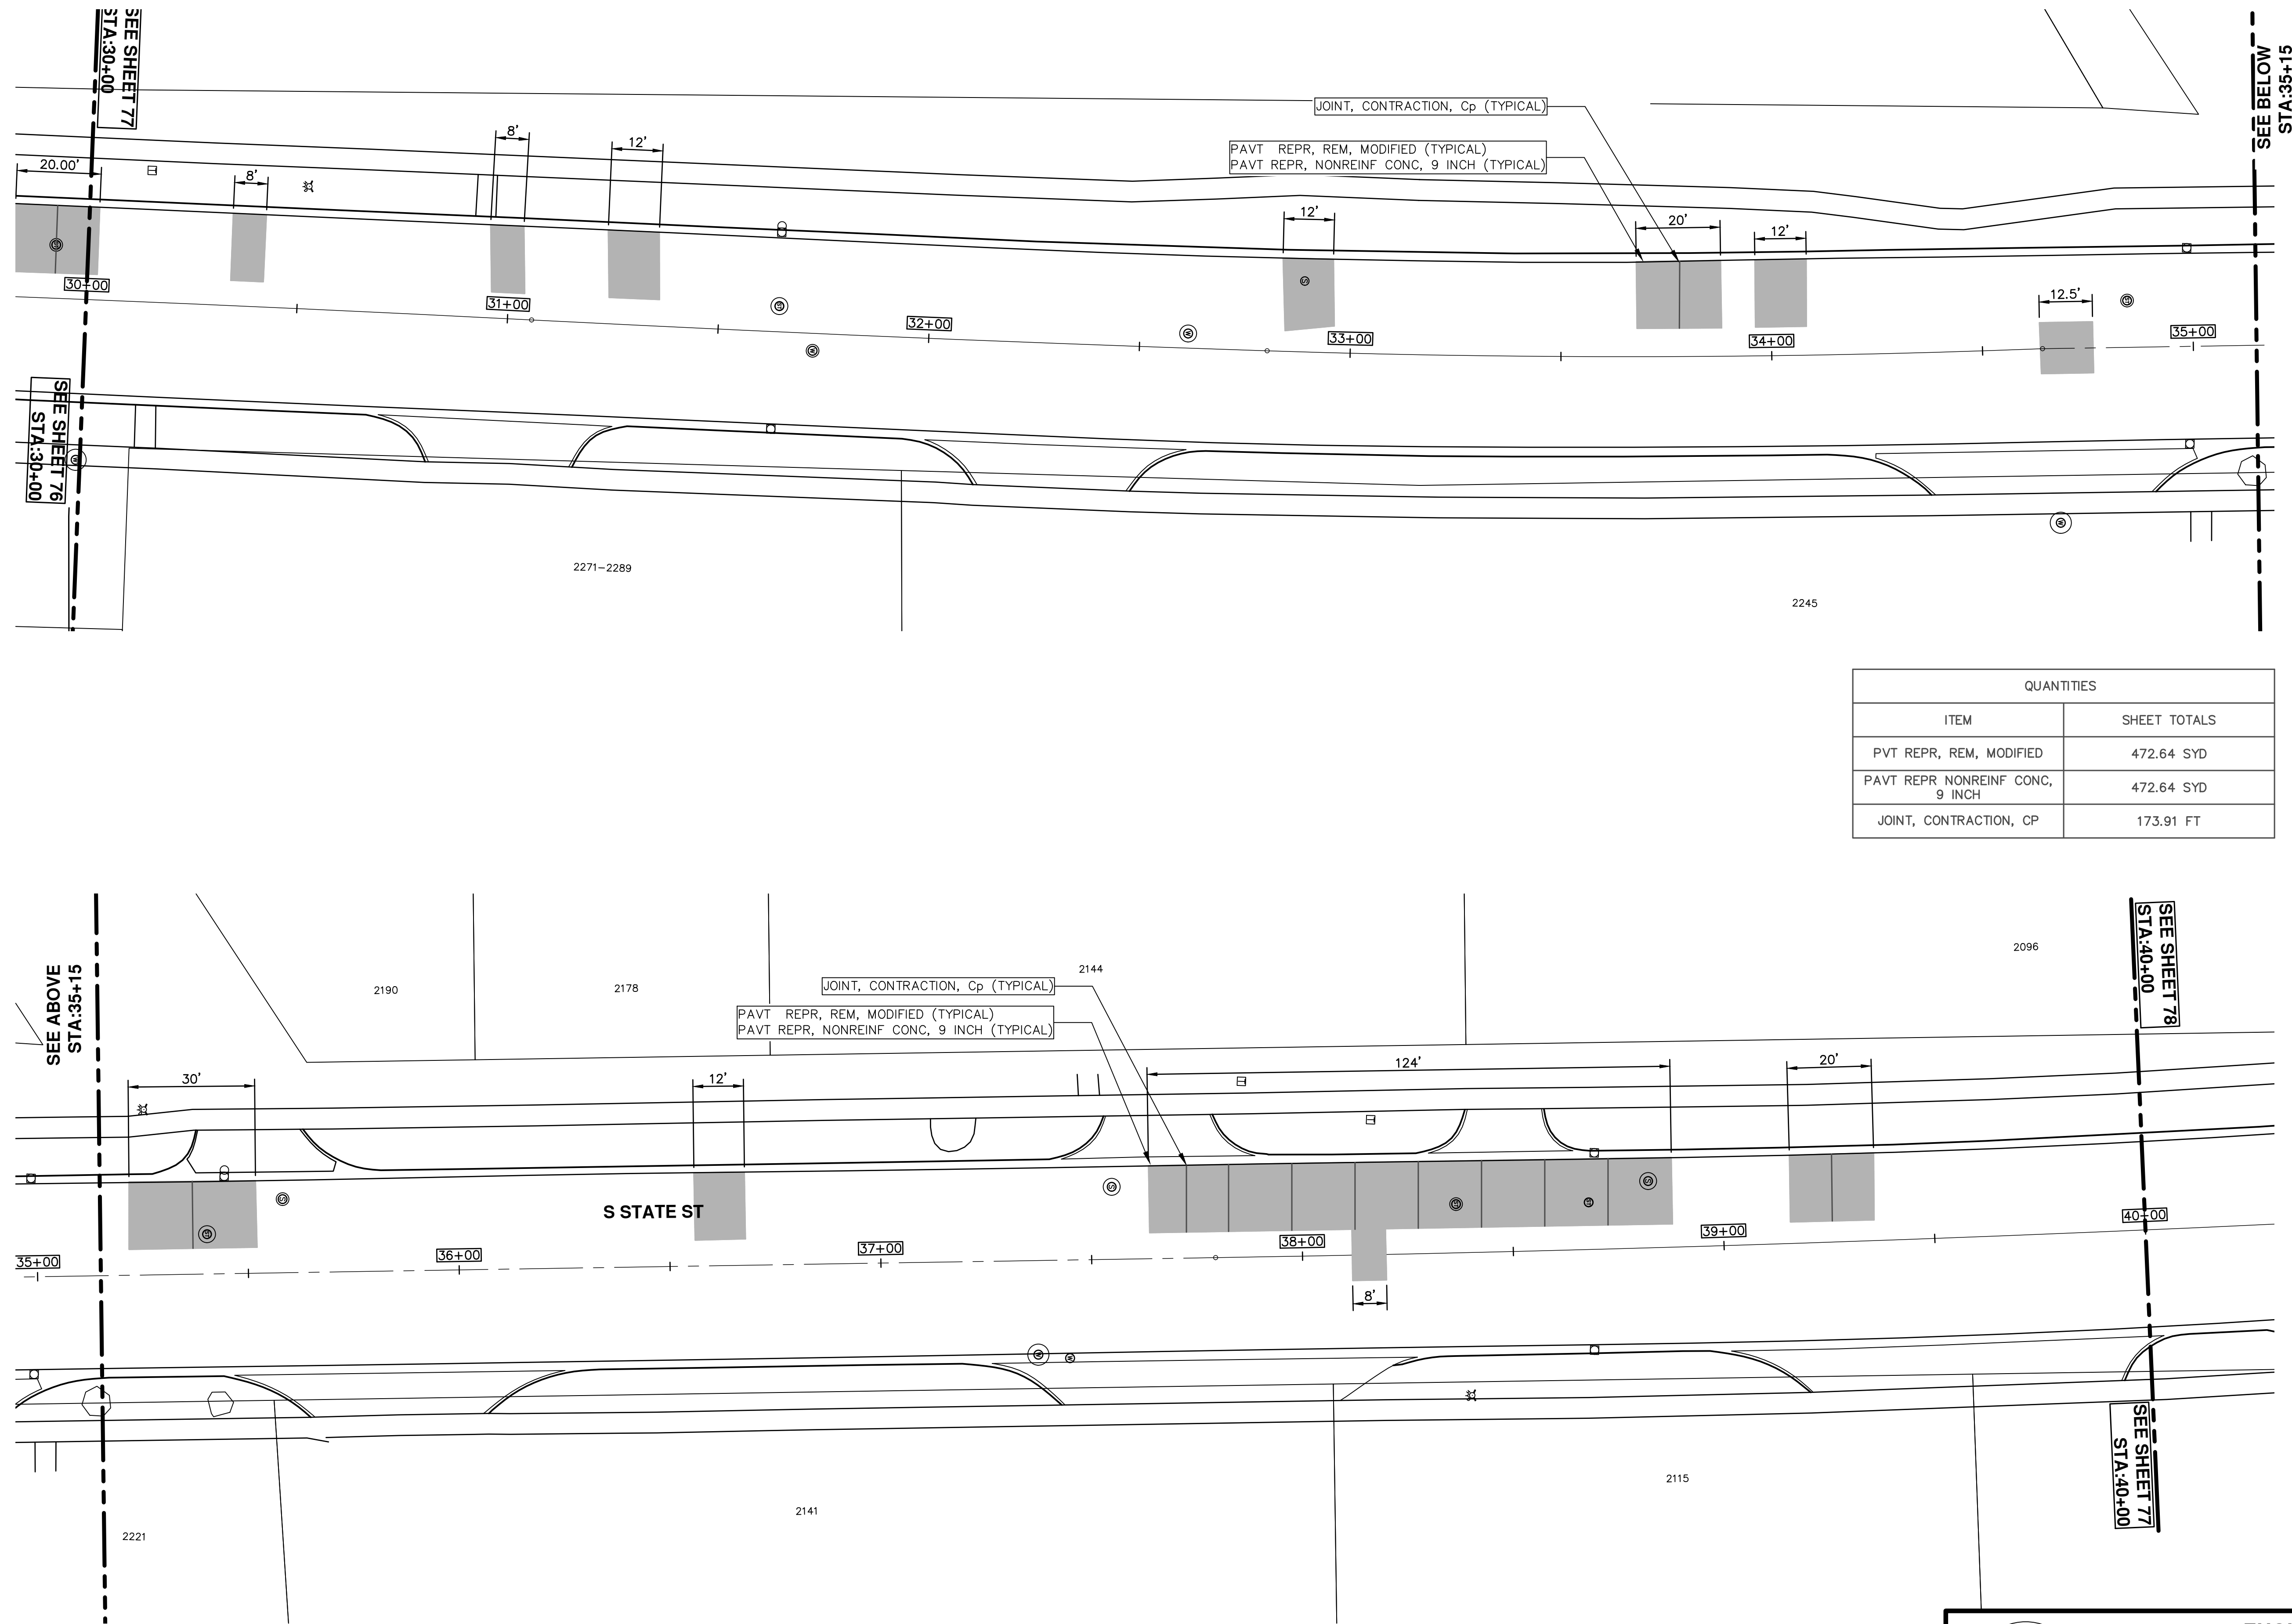 SEE SHEET 77
STA:30+00
SEE BELOW
STA:35+15
JOINT, CONTRACTION, Cp (TYPICAL)
PAVT REPR, REM, MODIFIED (TYPICAL)
PAVT REPR, NONREINF CONC, 9 INCH (TYPICAL)
20.00'
8'
8'
12'
12'
20'
12'
12.5'
30+00
31+00
32+00
33+00
34+00
35+00
S
W
W
W
W
SEE SHEET 76
STA:30+00
2271-2289
2245
QUANTITIES
ITEM SHEET TOTALS
PVT REPR, REM, MODIFIED 472.64 SYD
PAVT REPR NONREINF CONC,
9 INCH 472.64 SYD
JOINT, CONTRACTION, CP 173.91 FT
SEE ABOVE
STA:35+15
SEE SHEET 78
STA:40+00
2190
2178
2144
2096
JOINT, CONTRACTION, Cp (TYPICAL)
PAVT REPR, REM, MODIFIED (TYPICAL)
PAVT REPR, NONREINF CONC, 9 INCH (TYPICAL)
30'
12'
124'
20'
S
S
S
S STATE ST
35+00
36+00
37+00
38+00
39+00
40+00
8'
W
W
SEE SHEET 77
STA:40+00
2221
2141
2115